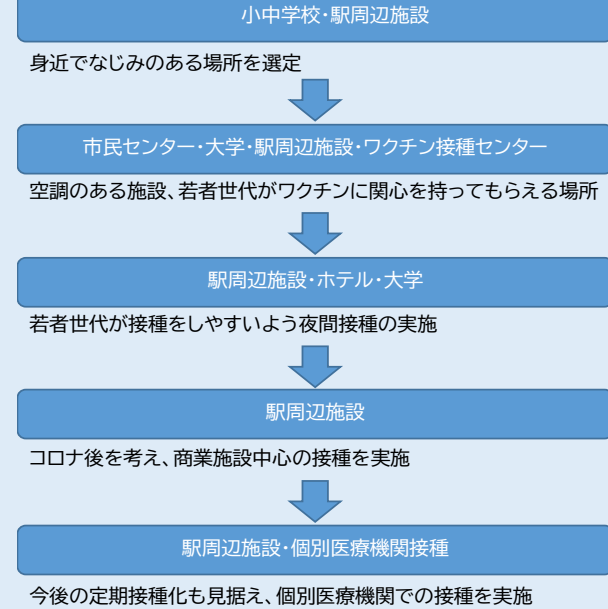 小中学校・駅周辺施設
身近でなじみのある場所を選定
市民センター・大学・駅周辺施設・ワクチン接種センター
空調のある施設、若者世代がワクチンに関心を持ってもらえる場所
駅周辺施設・ホテル・大学
若者世代が接種をしやすいよう夜間接種の実施
駅周辺施設
コロナ後を考え、商業施設中心の接種を実施
駅周辺施設・個別医療機関接種
今後の定期接種化も見据え、個別医療機関での接種を実施